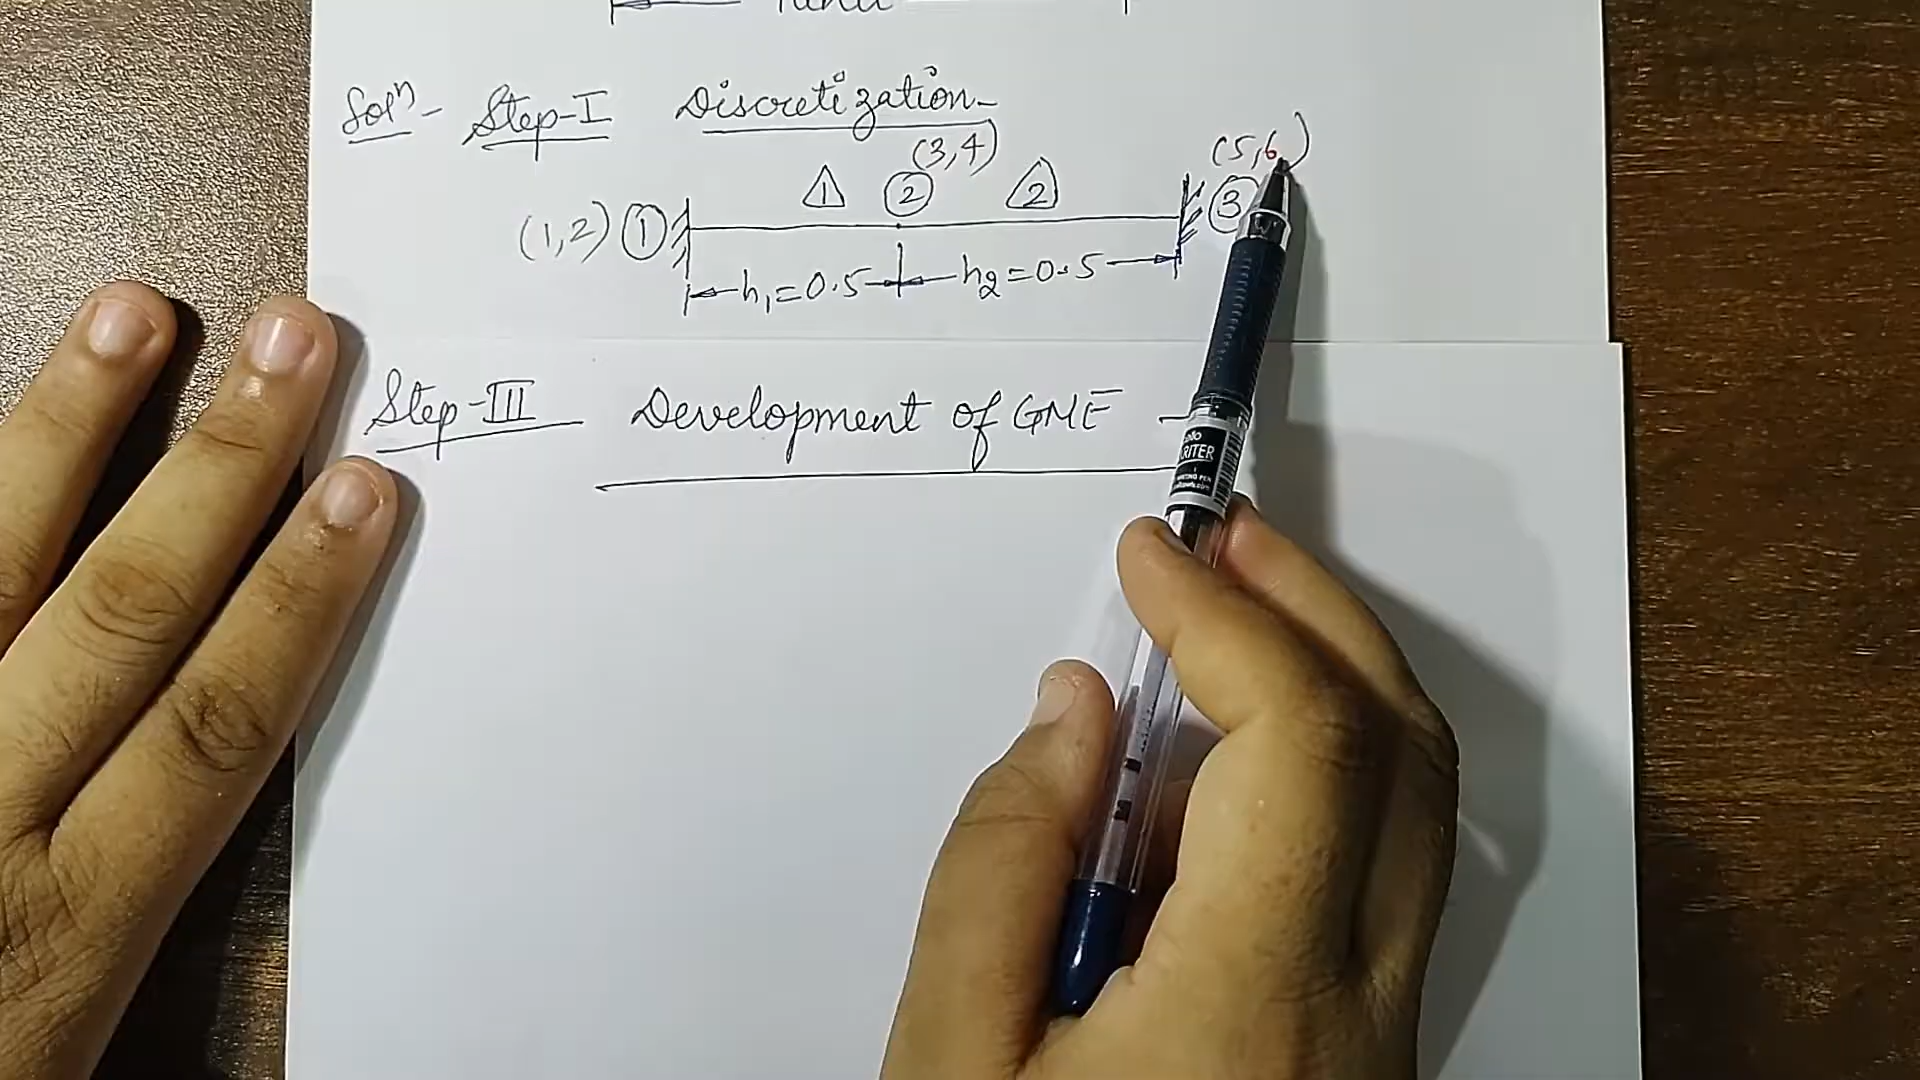 Solⁿ - Step-I Discretization-
(3,4) (5,6)
(1,2) 1 1 2 2 3
h₁=0.5 h₂=0.5
Step-III Development of GME -
RITER